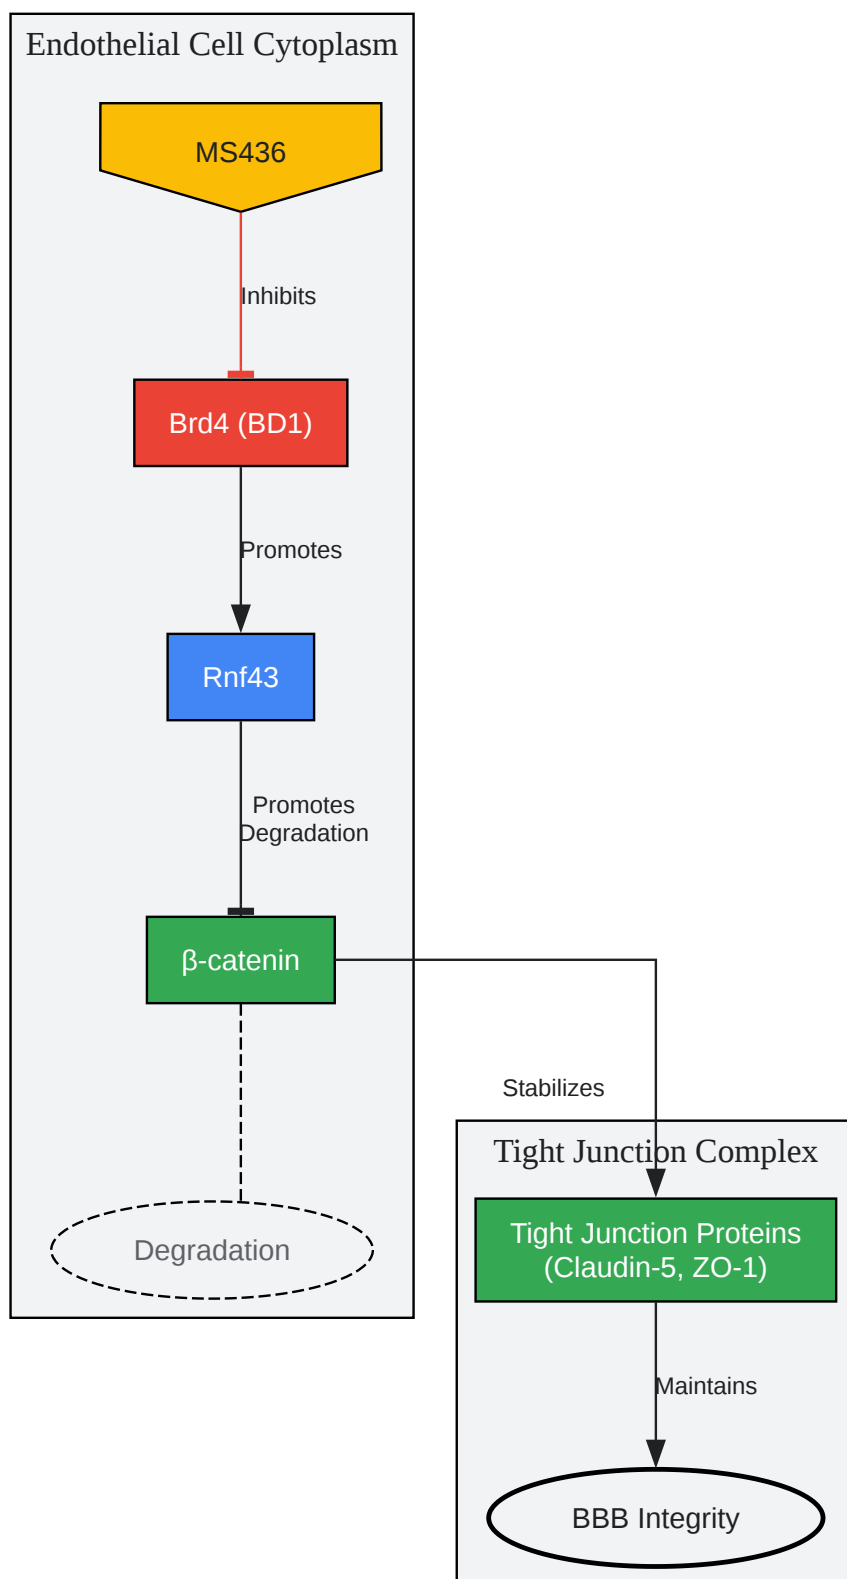 Endothelial Cell Cytoplasm
MS436
Inhibits
Brd4 (BD1)
Promotes
Rnf43
Promotes
Degradation
β-catenin
Stabilizes
Degradation
Tight Junction Complex
Tight Junction Proteins
(Claudin-5, ZO-1)
Maintains
BBB Integrity